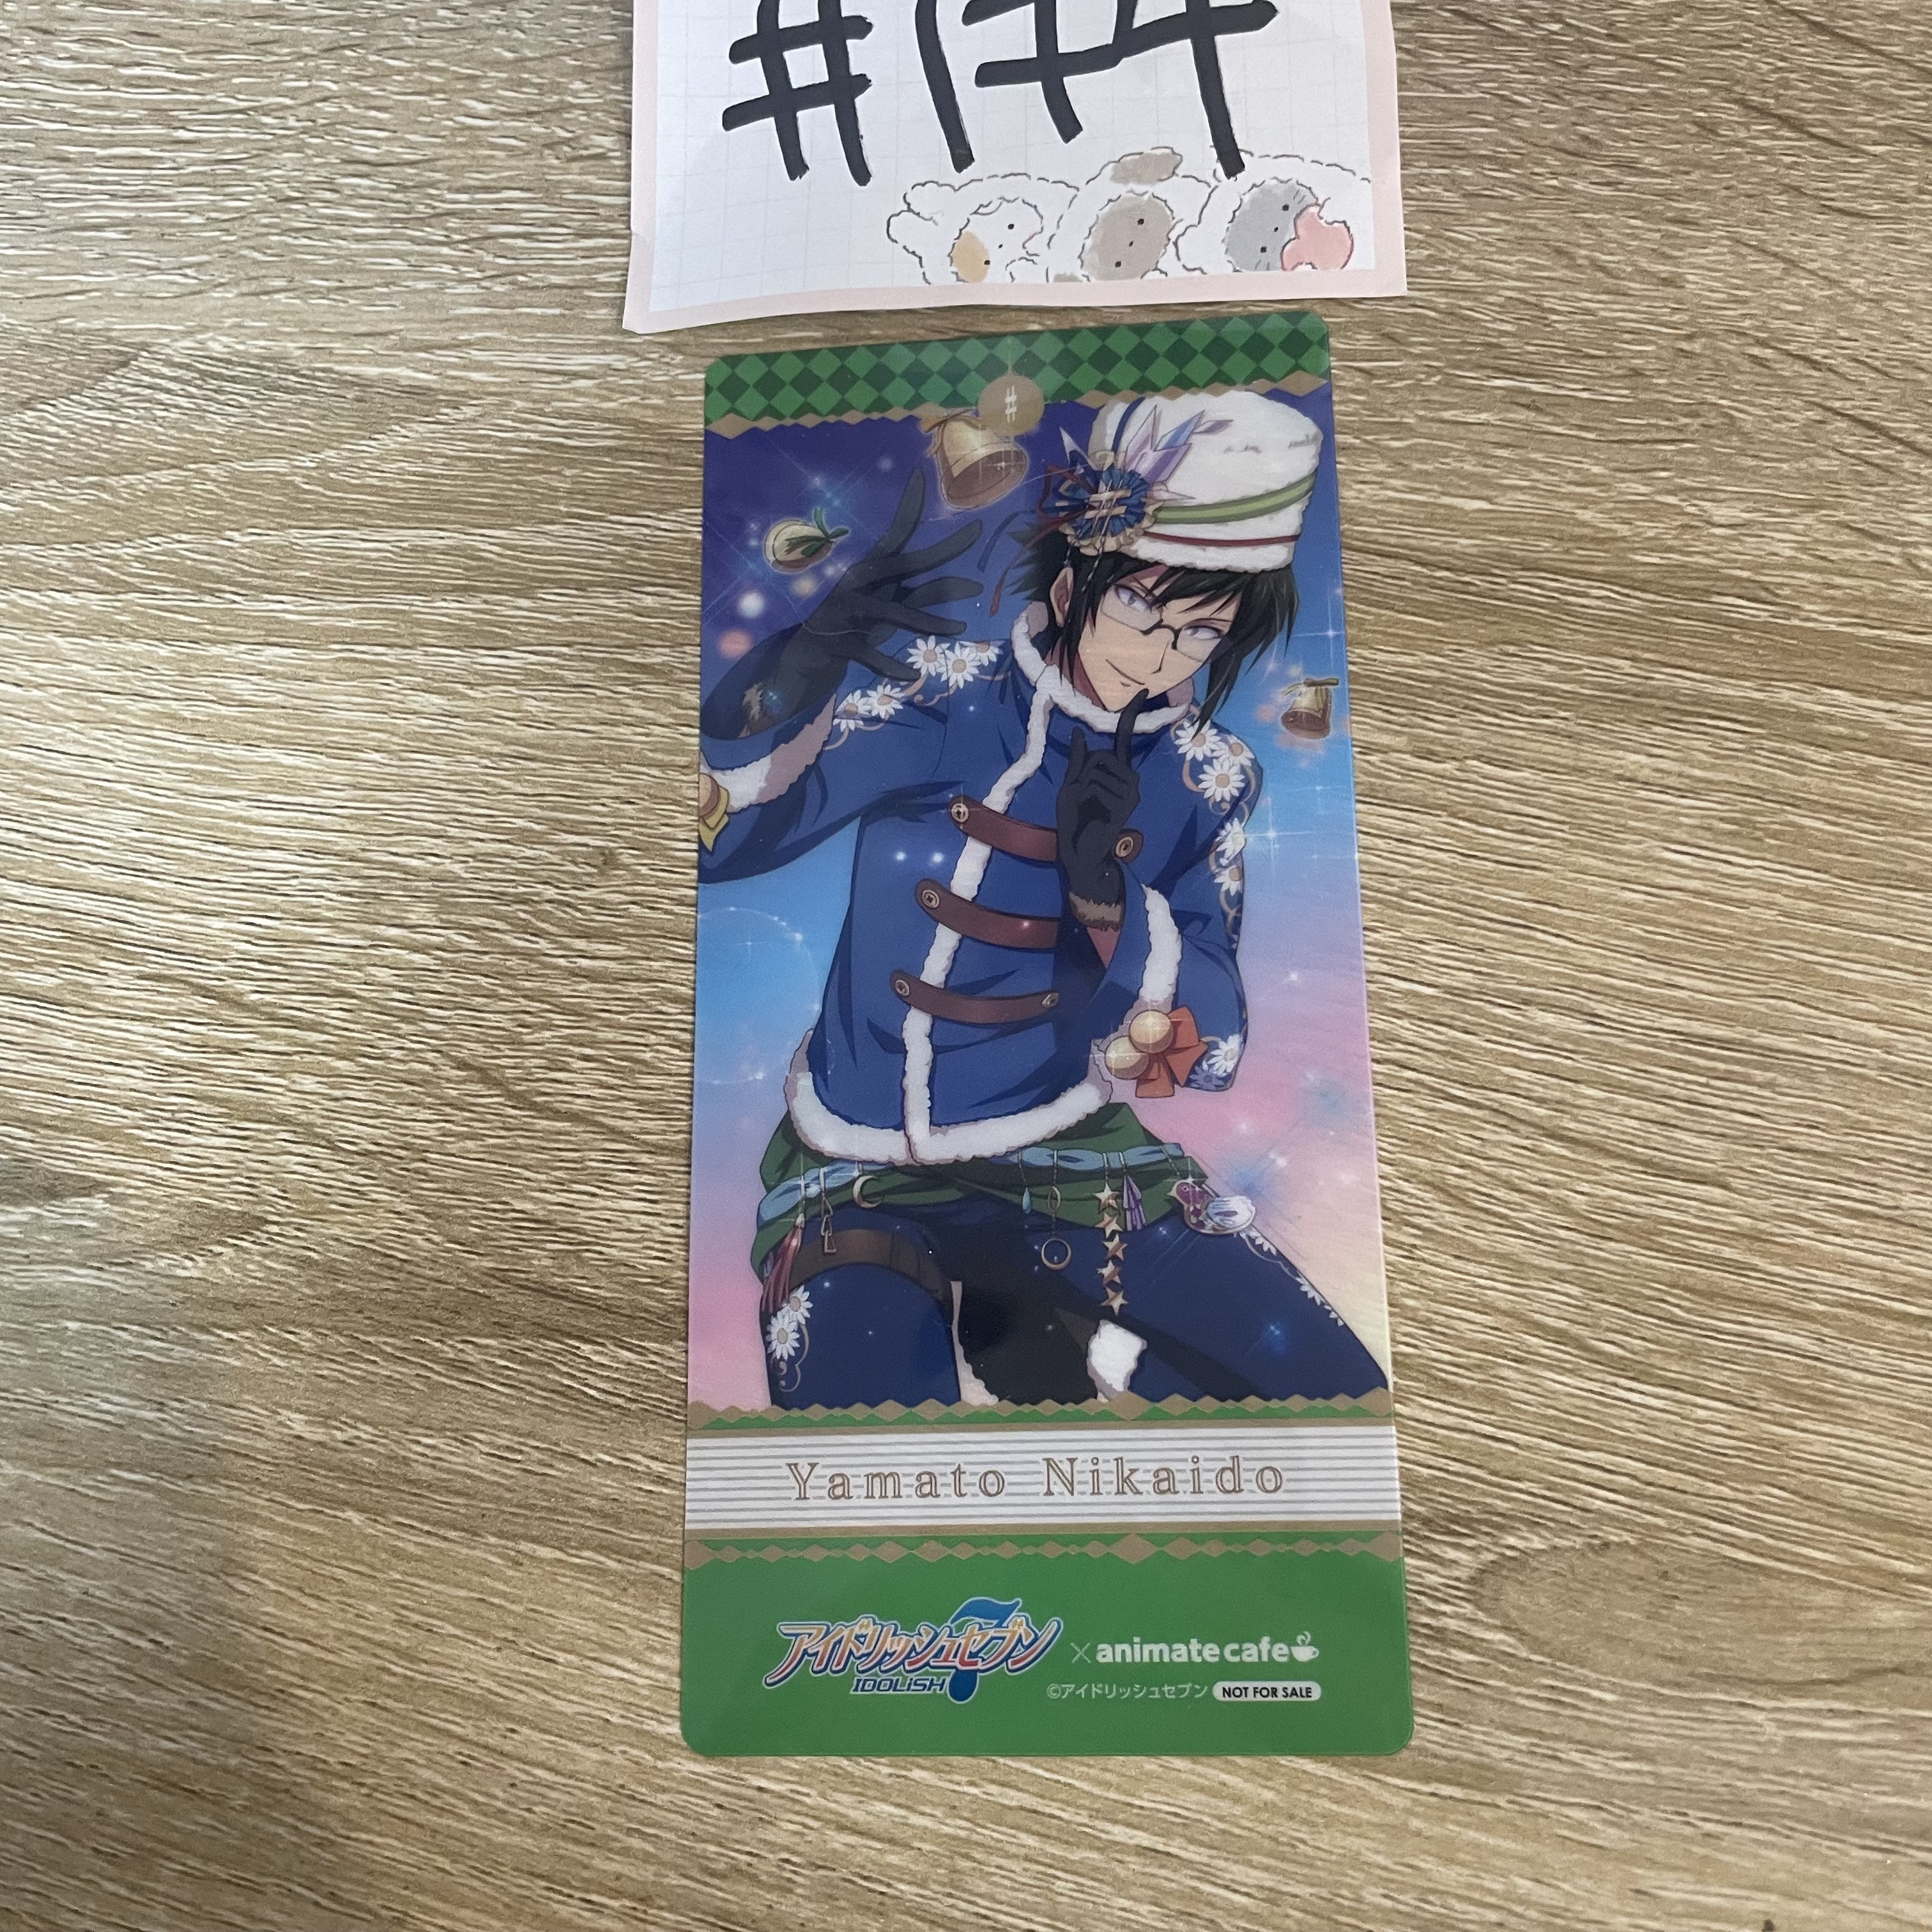 #174
#
Yamato Nikaido
アイドリッシュセブン
IDOLiSH7
× animate cafe
©アイドリッシュセブン NOT FOR SALE